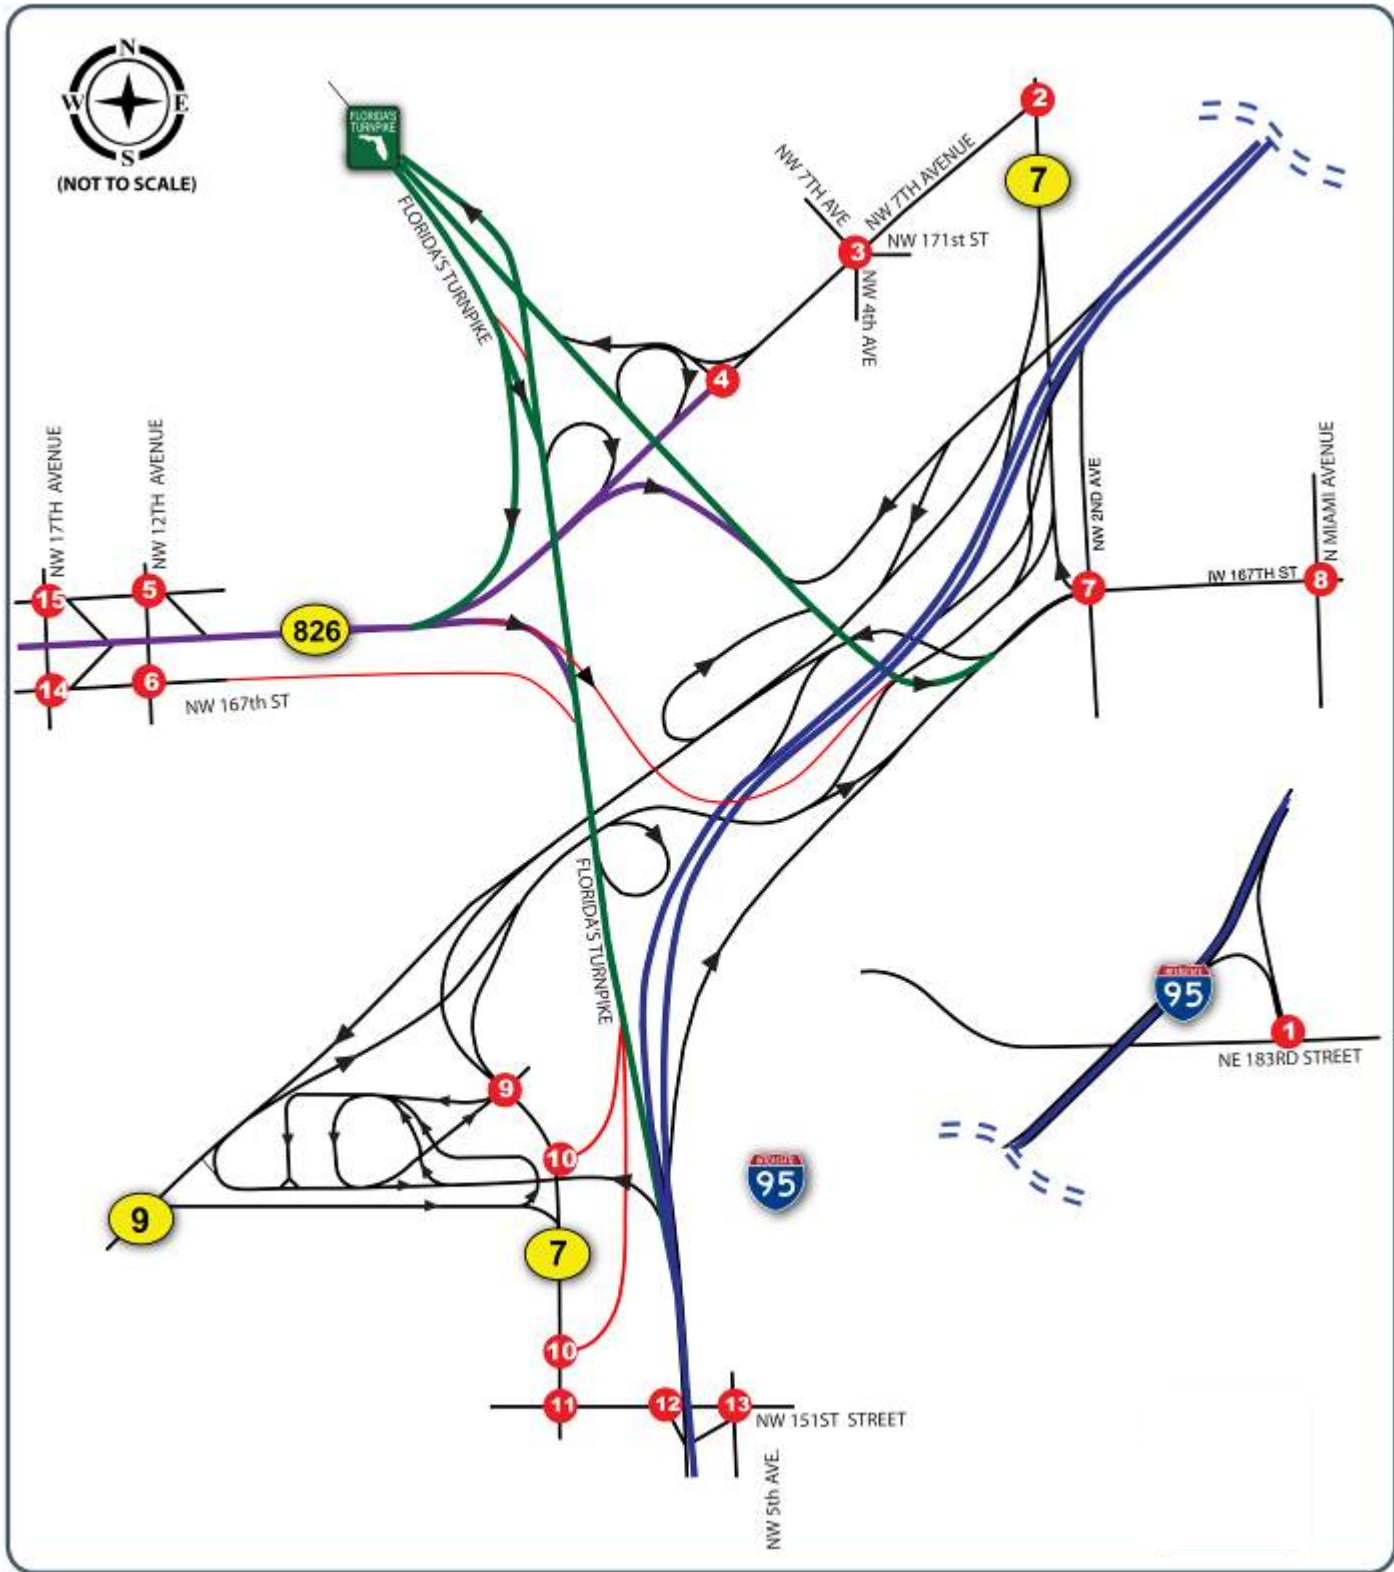 N
W E
S
(NOT TO SCALE)
FLORIDA'S
TURNPIKE
FLORIDA'S TURNPIKE
2
7
NW 7TH AVE
NW 7TH AVENUE
3
NW 171st ST
NW 4th AVE
4
NW 17TH AVENUE
NW 12TH AVENUE
15
5
826
14
6
NW 167th ST
NW 2ND AVE
7
IW 167TH ST
8
N MIAMI AVENUE
FLORIDA'S TURNPIKE
95
1
NE 183RD STREET
9
10
95
9
7
10
11
12
13
NW 151ST STREET
NW 5th AVE.